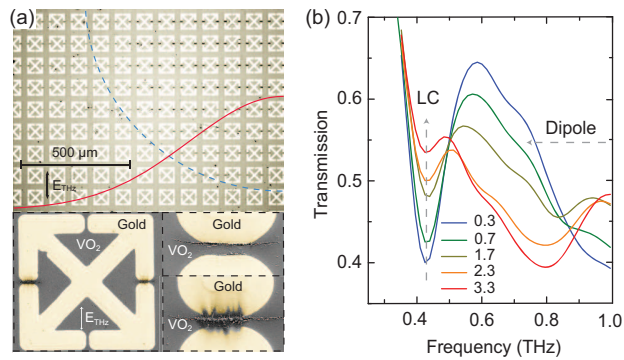 (a)
500 µm
E_THz
Gold
VO₂
E_THz
Gold
VO₂
Gold
VO₂
(b)
0.7
0.6
0.5
0.4
Transmission
LC
Dipole
0.3
0.7
1.7
2.3
3.3
0.4 0.6 0.8 1.0
Frequency (THz)